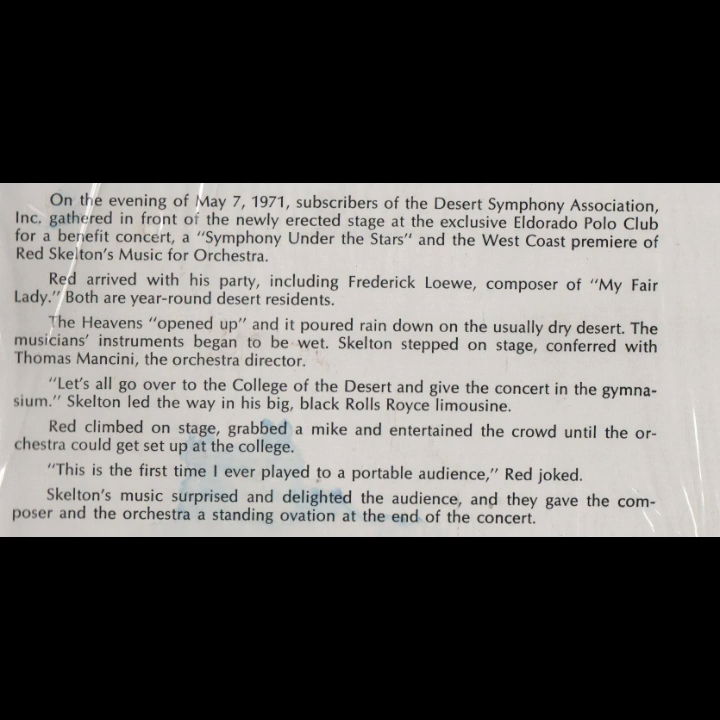 On the evening of May 7, 1971, subscribers of the Desert Symphony Association,
Inc. gathered in front of the newly erected stage at the exclusive Eldorado Polo Club
for a benefit concert, a “Symphony Under the Stars” and the West Coast premiere of
Red Skelton’s Music for Orchestra.
Red arrived with his party, including Frederick Loewe, composer of “My Fair
Lady.” Both are year-round desert residents.
The Heavens “opened up” and it poured rain down on the usually dry desert. The
musicians’ instruments began to be wet. Skelton stepped on stage, conferred with
Thomas Mancini, the orchestra director.
“Let’s all go over to the College of the Desert and give the concert in the gymna-
sium.” Skelton led the way in his big, black Rolls Royce limousine.
Red climbed on stage, grabbed a mike and entertained the crowd until the or-
chestra could get set up at the college.
“This is the first time I ever played to a portable audience,” Red joked.
Skelton’s music surprised and delighted the audience, and they gave the com-
poser and the orchestra a standing ovation at the end of the concert.